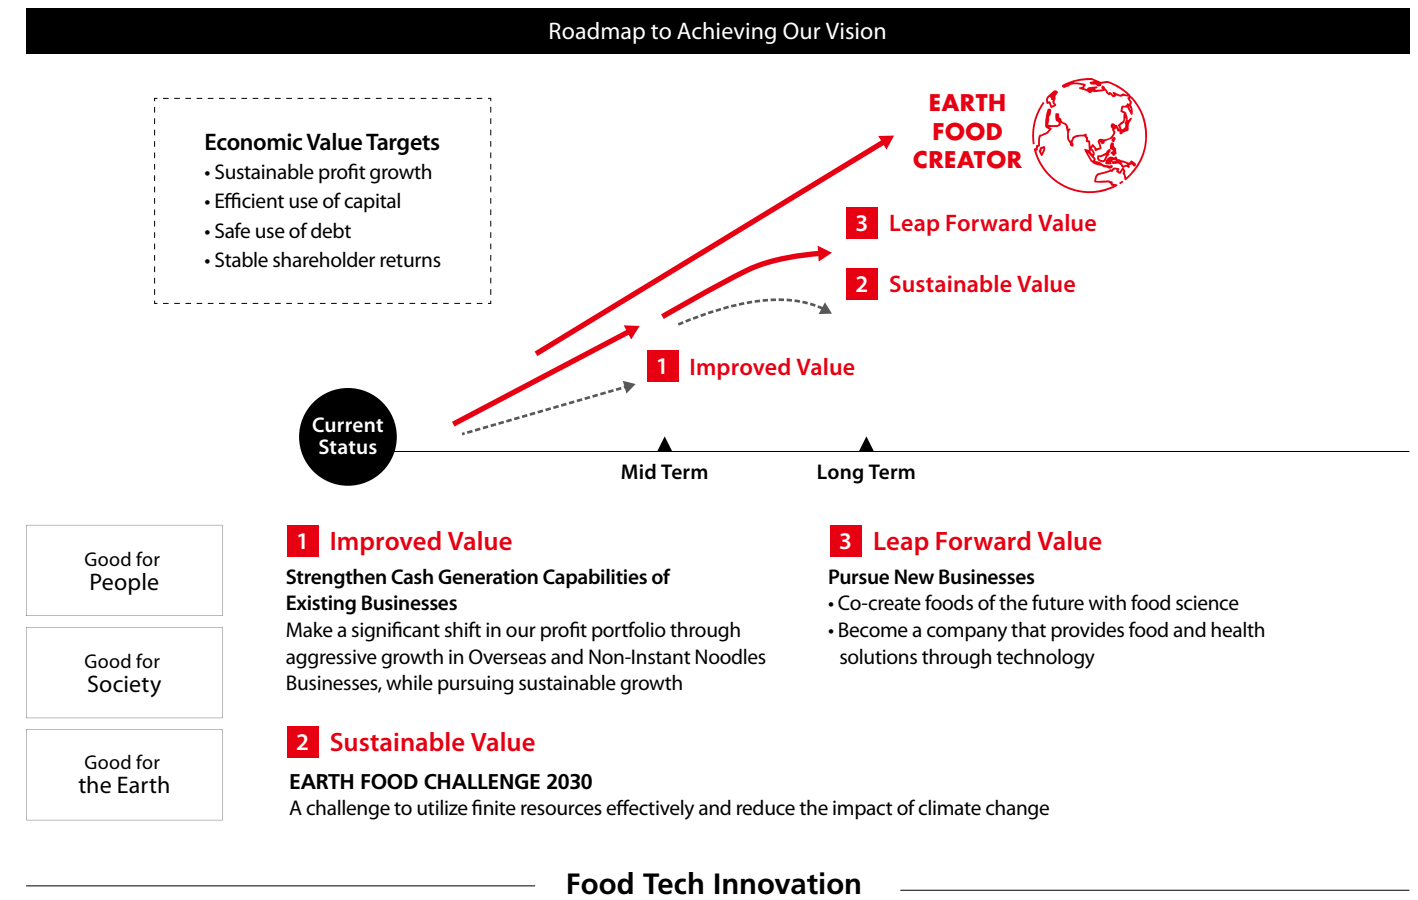 Roadmap to Achieving Our Vision
Economic Value Targets
• Sustainable profit growth
• Efficient use of capital
• Safe use of debt
• Stable shareholder returns
EARTH
FOOD
CREATOR
3 Leap Forward Value
2 Sustainable Value
1 Improved Value
Current
Status
Mid Term
Long Term
Good for
People
Good for
Society
Good for
the Earth
1 Improved Value
Strengthen Cash Generation Capabilities of
Existing Businesses
Make a significant shift in our profit portfolio through
aggressive growth in Overseas and Non-Instant Noodles
Businesses, while pursuing sustainable growth
2 Sustainable Value
EARTH FOOD CHALLENGE 2030
A challenge to utilize finite resources effectively and reduce the impact of climate change
3 Leap Forward Value
Pursue New Businesses
• Co-create foods of the future with food science
• Become a company that provides food and health
solutions through technology
Food Tech Innovation